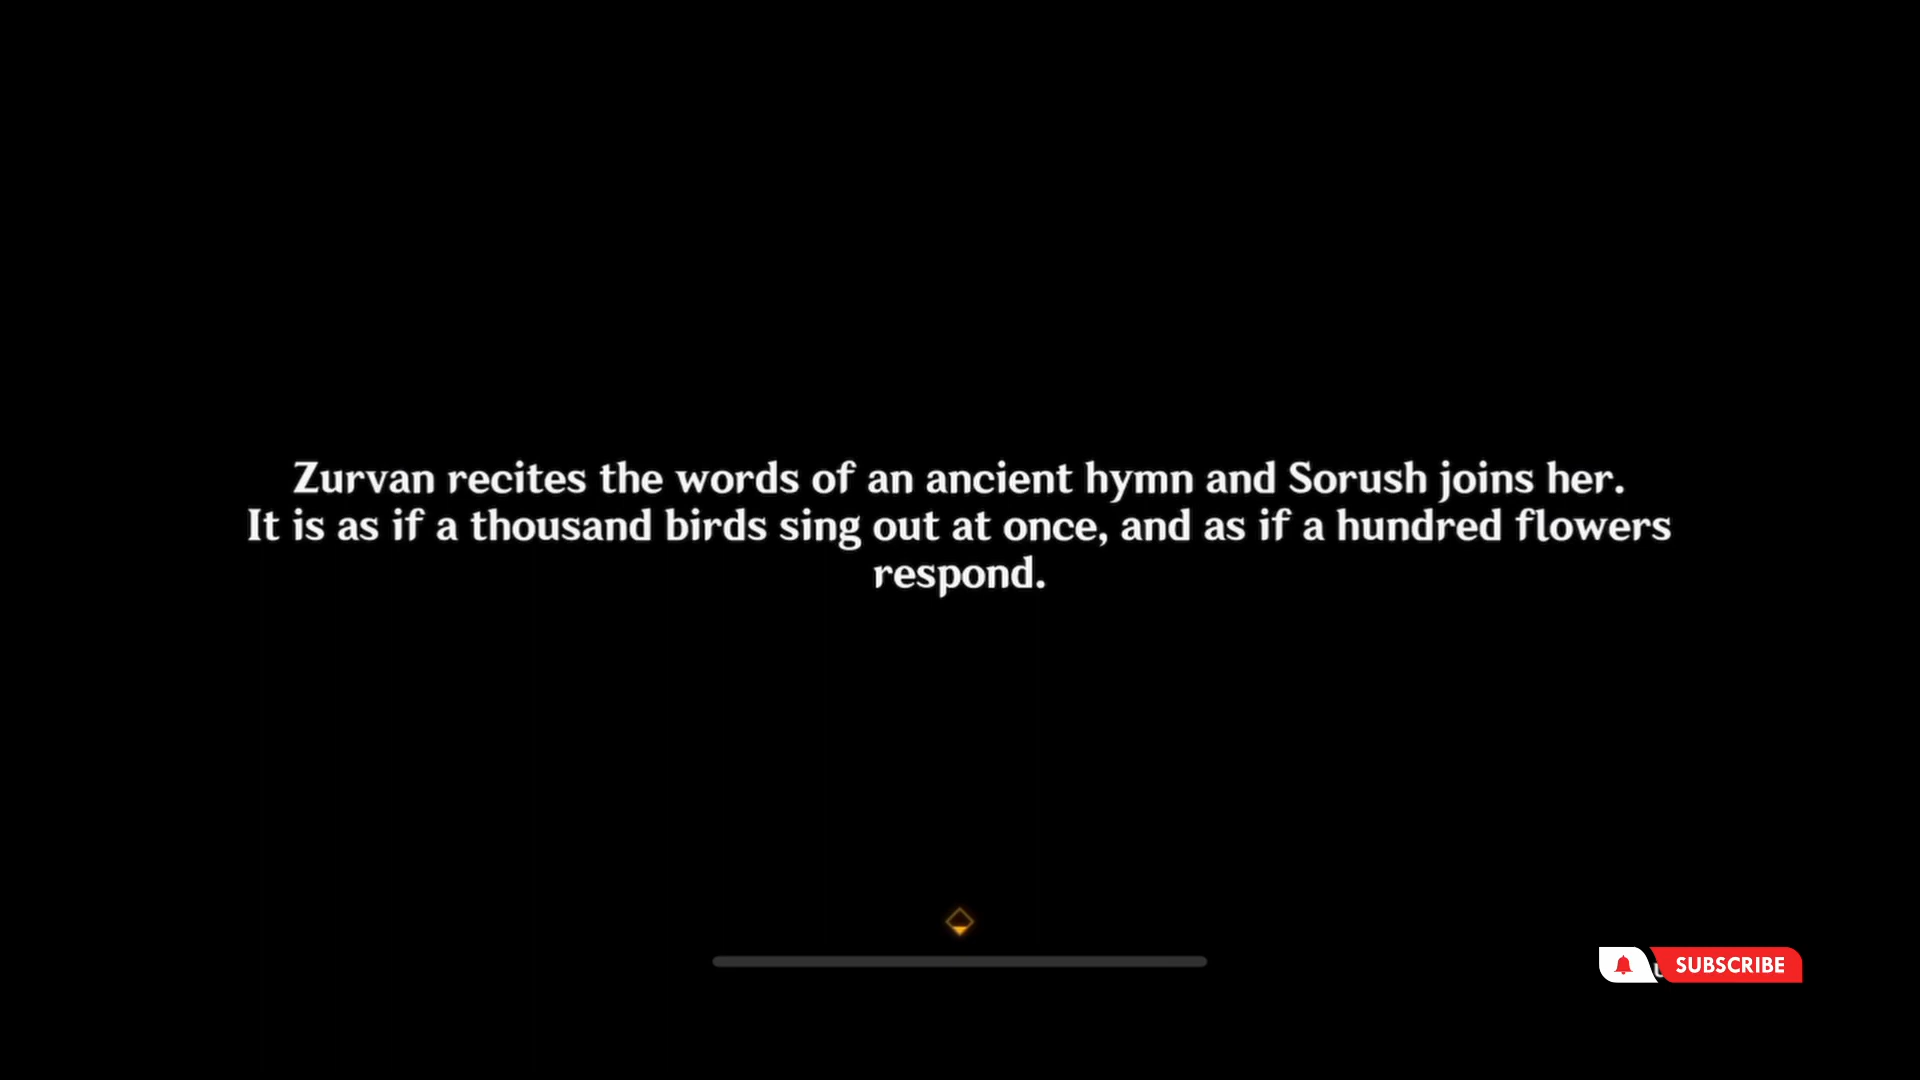 Zurvan recites the words of an ancient hymn and Sorush joins her.
It is as if a thousand birds sing out at once, and as if a hundred flowers
respond.
SUBSCRIBE